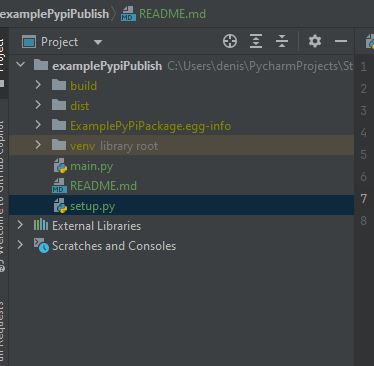 examplePypiPublish README.md
Project
1
examplePypiPublish C:\Users\denis\PycharmProjects\St
2
build
3
dist
4
ExamplePyPiPackage.egg-info
5
venv library root
main.py
6
README.md
7
setup.py
8
External Libraries
Scratches and Consoles
Project
Welcome to GitHub Copilot
ull Requests